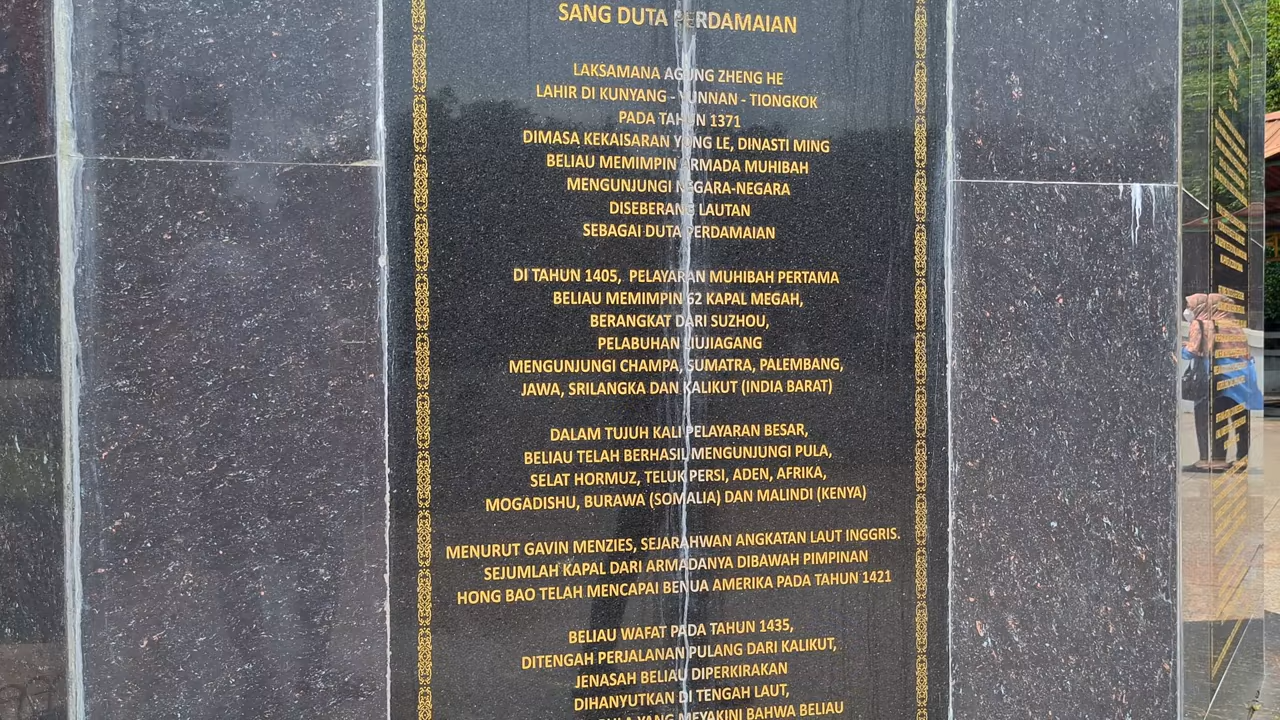 SANG DUTA PERDAMAIAN
LAKSAMANA AGUNG ZHENG HE
LAHIR DI KUNYANG - YUNNAN - TIONGKOK
PADA TAHUN 1371
DIMASA KEKAISARAN YONG LE, DINASTI MING
BELIAU MEMIMPIN ARMADA MUHIBAH
MENGUNJUNGI NEGARA-NEGARA
DISEBERANG LAUTAN
SEBAGAI DUTA PERDAMAIAN
DI TAHUN 1405, PELAYARAN MUHIBAH PERTAMA
BELIAU MEMIMPIN 62 KAPAL MEGAH,
BERANGKAT DARI SUZHOU,
PELABUHAN LIUJIAGANG
MENGUNJUNGI CHAMPA, SUMATRA, PALEMBANG,
JAWA, SRILANGKA DAN KALIKUT (INDIA BARAT)
DALAM TUJUH KALI PELAYARAN BESAR,
BELIAU TELAH BERHASIL MENGUNJUNGI PULA,
SELAT HORMUZ, TELUK PERSI, ADEN, AFRIKA,
MOGADISHU, BURAWA (SOMALIA) DAN MALINDI (KENYA)
MENURUT GAVIN MENZIES, SEJARAHWAN ANGKATAN LAUT INGGRIS.
SEJUMLAH KAPAL DARI ARMADANYA DIBAWAH PIMPINAN
HONG BAO TELAH MENCAPAI BENUA AMERIKA PADA TAHUN 1421
BELIAU WAFAT PADA TAHUN 1435,
DITENGAH PERJALANAN PULANG DARI KALIKUT,
JENASAH BELIAU DIPERKIRAKAN
DIHANYUTKAN DI TENGAH LAUT,
YANG MEYAKINI BAHWA BELIAU